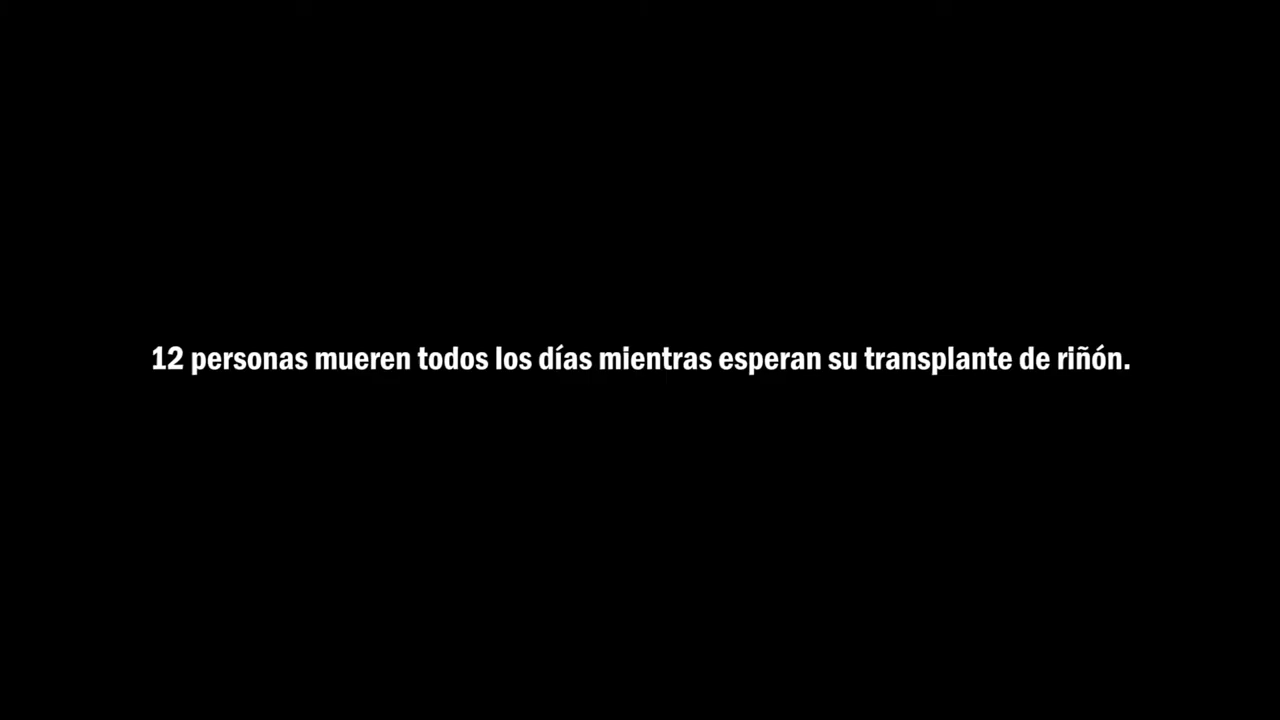 12 personas mueren todos los días mientras esperan su transplante de riñón.